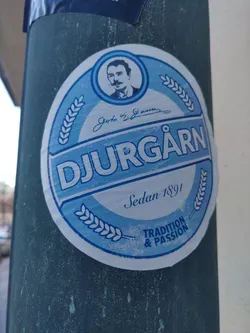 DJURGÅRN
Sedan 1891
TRADITION
& PASSION